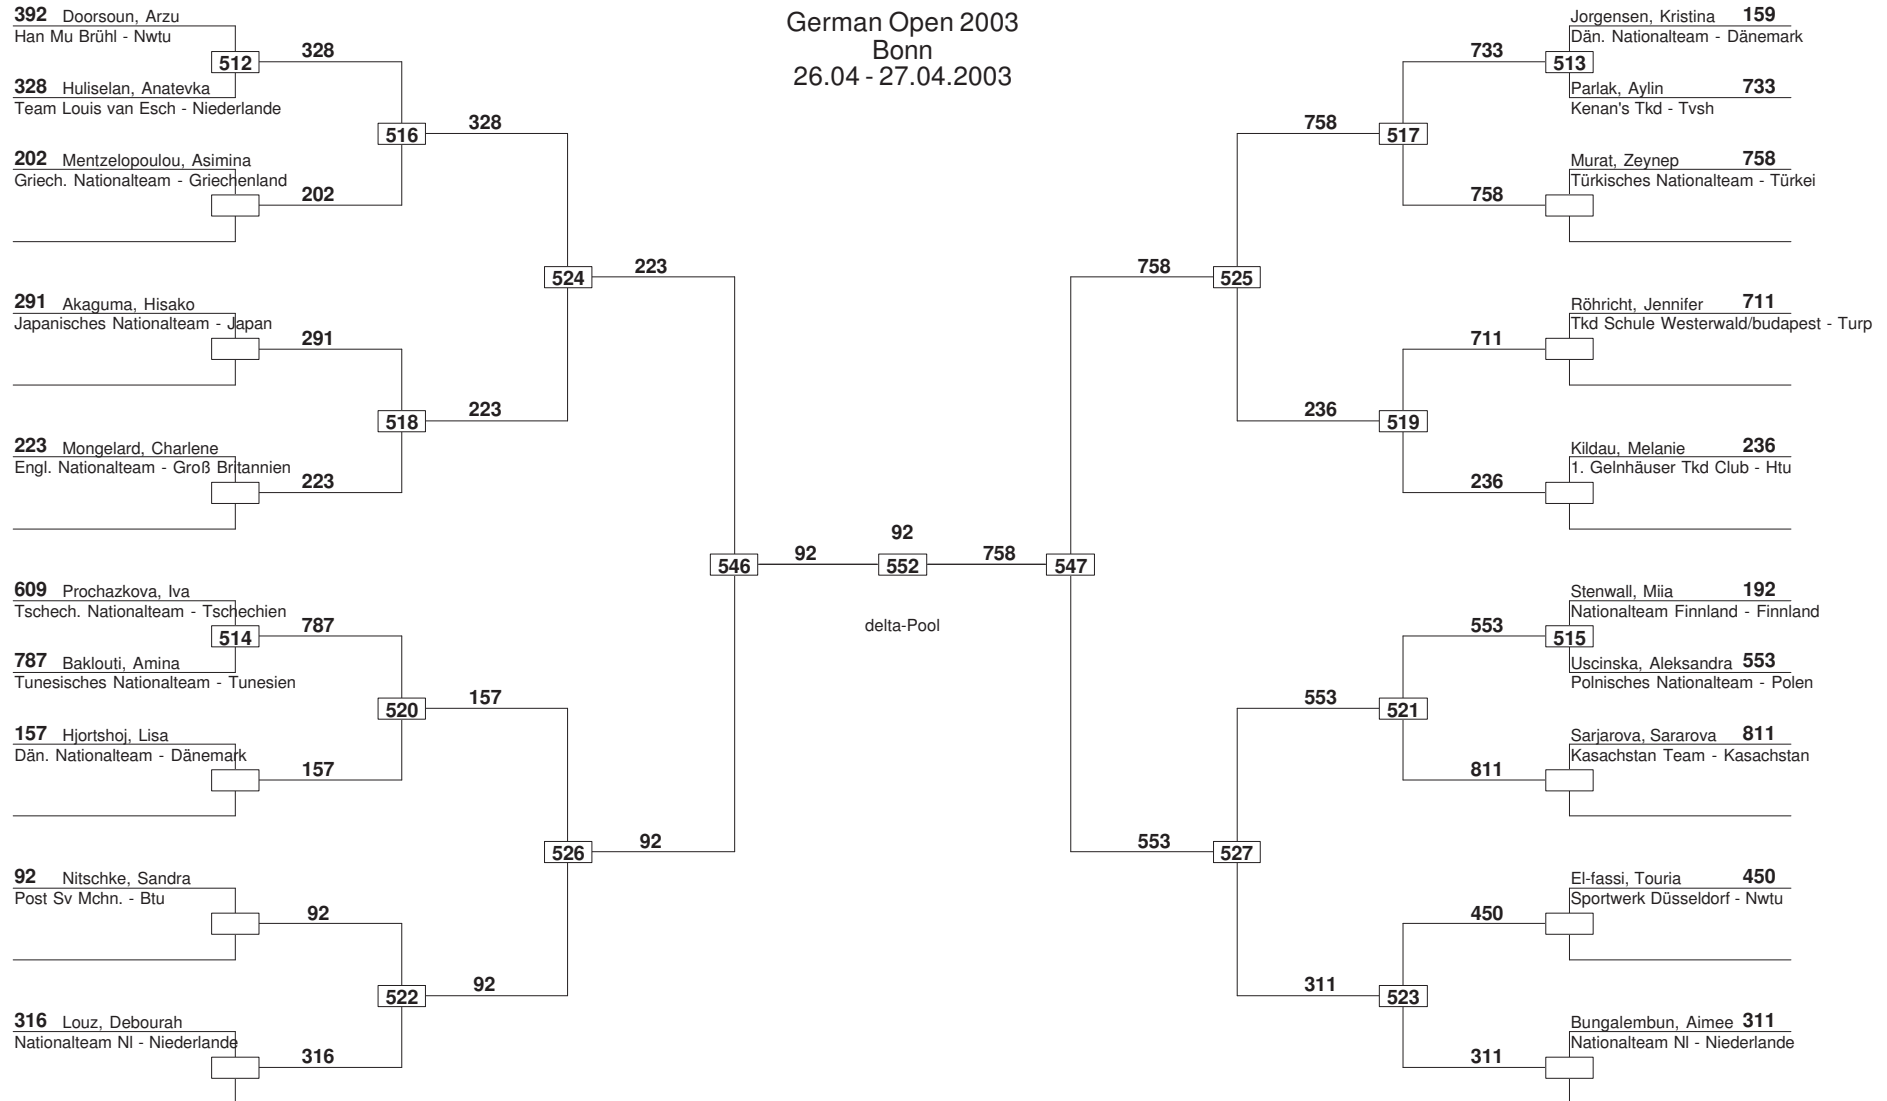 German Open 2003
Bonn
26.04 - 27.04.2003
392 Doorsoun, Arzu
Han Mu Brühl - Nwtu
512
328
328 Huliselan, Anatevka
Team Louis van Esch - Niederlande
516
328
202 Mentzelopoulou, Asimina
Griech. Nationalteam - Griechenland
202
524
223
291 Akaguma, Hisako
Japanisches Nationalteam - Japan
291
518
223
223 Mongelard, Charlene
Engl. Nationalteam - Groß Britannien
223
546
92
609 Prochazkova, Iva
Tschech. Nationalteam - Tschechien
514
787
787 Baklouti, Amina
Tunesisches Nationalteam - Tunesien
520
157
157 Hjortshoj, Lisa
Dän. Nationalteam - Dänemark
157
526
92
92 Nitschke, Sandra
Post Sv Mchn. - Btu
92
522
92
316 Louz, Debourah
Nationalteam Nl - Niederlande
316
92
552
delta-Pool
758
547
Jorgensen, Kristina 159
Dän. Nationalteam - Dänemark
733
513
Parlak, Aylin 733
Kenan's Tkd - Tvsh
758
517
Murat, Zeynep 758
Türkisches Nationalteam - Türkei
758
758
525
Röhricht, Jennifer 711
Tkd Schule Westerwald/budapest - Turp
711
236
519
Kildau, Melanie 236
1. Gelnhäuser Tkd Club - Htu
236
Stenwall, Miia 192
Nationalteam Finnland - Finnland
553
515
Uscinska, Aleksandra 553
Polnisches Nationalteam - Polen
553
521
Sarjarova, Sararova 811
Kasachstan Team - Kasachstan
811
553
527
El-fassi, Touria 450
Sportwerk Düsseldorf - Nwtu
450
311
523
Bungalembun, Aimee 311
Nationalteam Nl - Niederlande
311